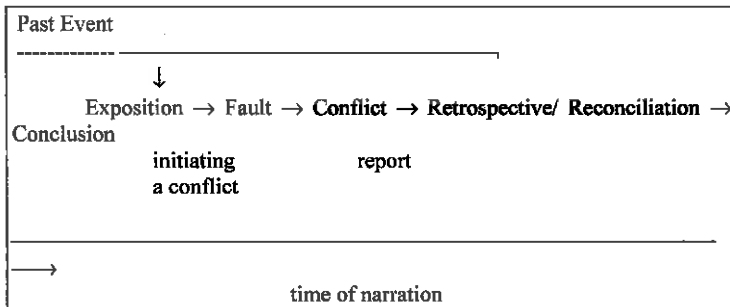 Past Event
Exposition → Fault → Conflict → Retrospective/ Reconciliation →
Conclusion
initiating report
a conflict
time of narration